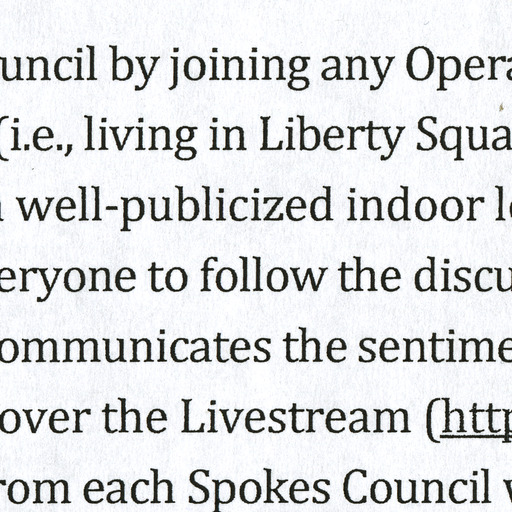 uncil by joining any Opera
(i.e., living in Liberty Squa
well-publicized indoor l
eryone to follow the discu
ommunicates the sentime
over the Livestream (http
rom each Spokes Council